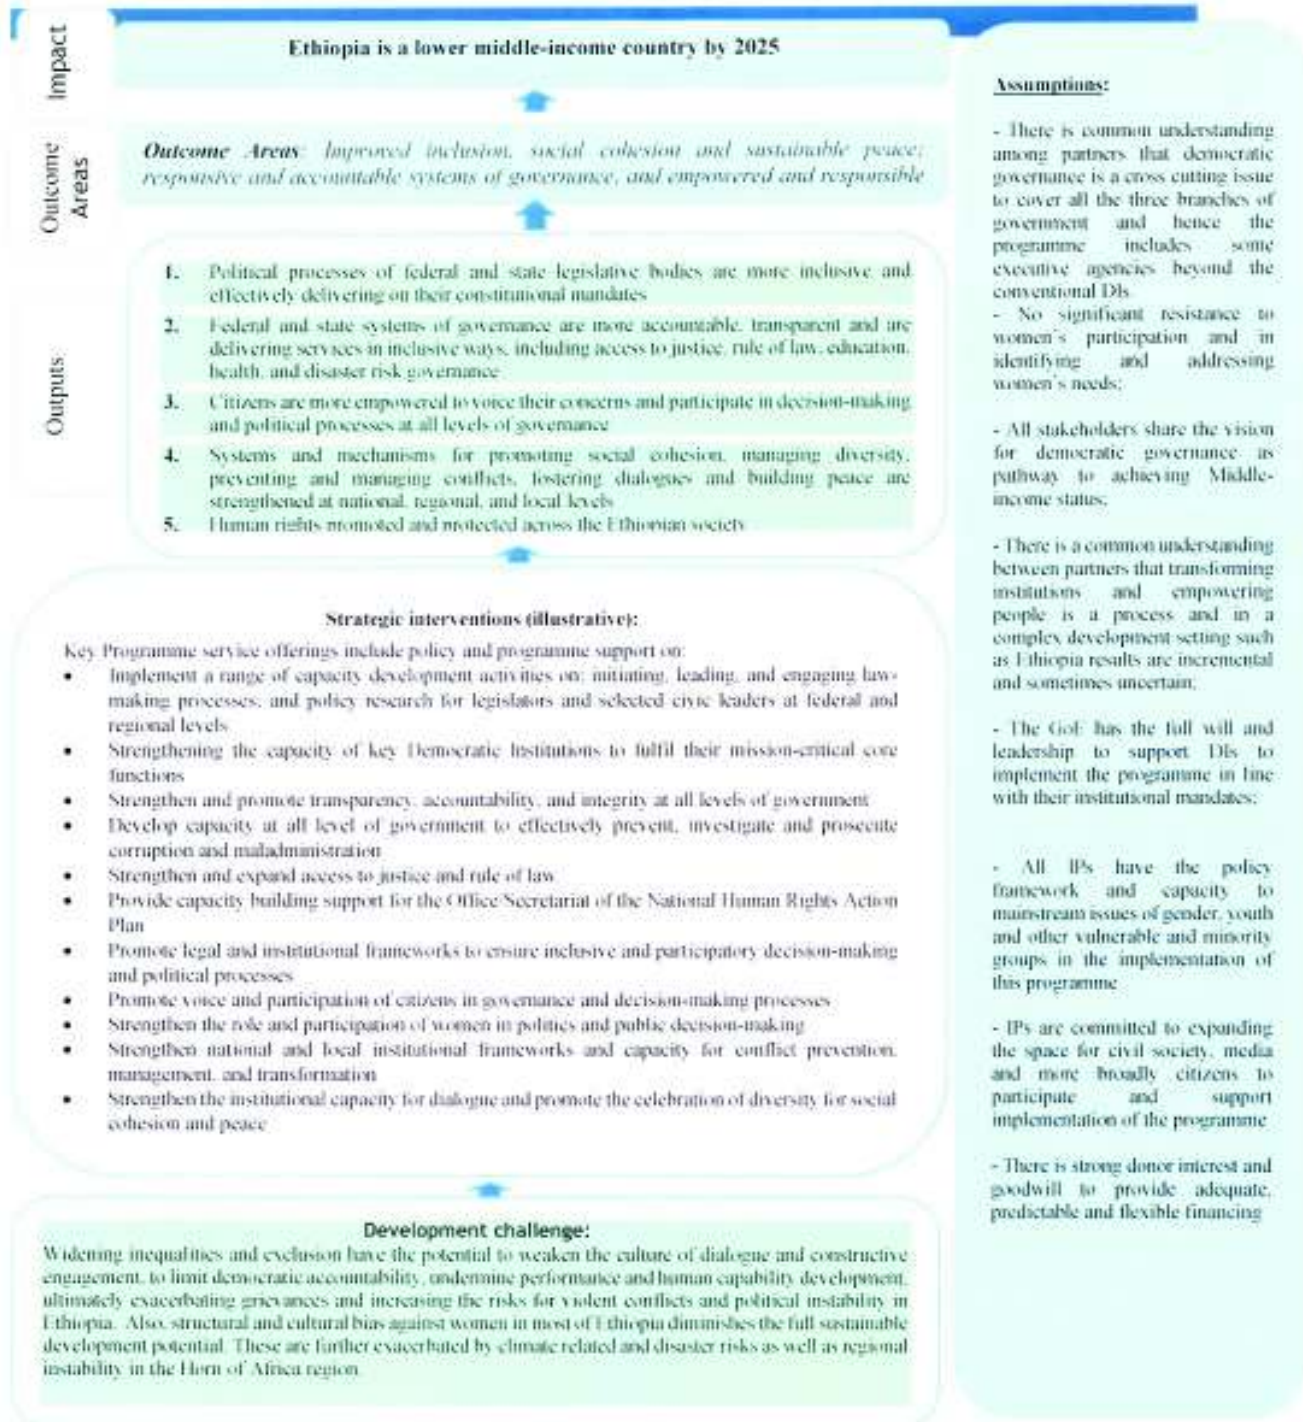 Impact
Ethiopia is a lower middle-income country by 2025
Outcome
Areas
Outcome Areas: Improved inclusion, social cohesion and sustainable peace;
responsive and accountable systems of governance, and empowered and responsible
Outputs
1. Political processes of federal and state legislative bodies are more inclusive and
effectively delivering on their constitutional mandates
2. Federal and state systems of governance are more accountable, transparent and are
delivering services in inclusive ways, including access to justice, rule of law, education,
health, and disaster risk governance
3. Citizens are more empowered to voice their concerns and participate in decision-making
and political processes at all levels of governance
4. Systems and mechanisms for promoting social cohesion, managing diversity,
preventing and managing conflicts, fostering dialogues and building peace are
strengthened at national, regional, and local levels
5. Human rights promoted and protected across the Ethiopian society
Strategic interventions (illustrative):
Key Programme service offerings include policy and programme support on:
• Implement a range of capacity development activities on: initiating, leading, and engaging law-
making processes, and policy research for legislators and selected civic leaders at federal and
regional levels
• Strengthening the capacity of key Democratic Institutions to fulfil their mission-critical core
functions
• Strengthen and promote transparency, accountability, and integrity at all levels of government
• Develop capacity at all level of government to effectively prevent, investigate and prosecute
corruption and maladministration
• Strengthen and expand access to justice and rule of law
• Provide capacity building support for the Office/Secretariat of the National Human Rights Action
Plan
• Promote legal and institutional frameworks to ensure inclusive and participatory decision-making
and political processes
• Promote voice and participation of citizens in governance and decision-making processes
• Strengthen the role and participation of women in politics and public decision-making
• Strengthen national and local institutional frameworks and capacity for conflict prevention,
management, and transformation
• Strengthen the institutional capacity for dialogue and promote the celebration of diversity for social
cohesion and peace
Development challenge:
Widening inequalities and exclusion have the potential to weaken the culture of dialogue and constructive
engagement, to limit democratic accountability, undermine performance and human capability development,
ultimately exacerbating grievances and increasing the risks for violent conflicts and political instability in
Ethiopia. Also, structural and cultural bias against women in most of Ethiopia diminishes the full sustainable
development potential. These are further exacerbated by climate related and disaster risks as well as regional
instability in the Horn of Africa region
Assumptions:
- There is common understanding
among partners that democratic
governance is a cross cutting issue
to cover all the three branches of
government and hence the
programme includes some
executive agencies beyond the
conventional DIs
- No significant resistance to
women's participation and in
identifying and addressing
women's needs;
- All stakeholders share the vision
for democratic governance as
pathway to achieving Middle-
income status;
- There is a common understanding
between partners that transforming
institutions and empowering
people is a process and in a
complex development setting such
as Ethiopia results are incremental
and sometimes uncertain;
- The GoE has the full will and
leadership to support DIs to
implement the programme in line
with their institutional mandates;
- All IPs have the policy
framework and capacity to
mainstream issues of gender, youth
and other vulnerable and minority
groups in the implementation of
this programme
- IPs are committed to expanding
the space for civil society, media
and more broadly citizens to
participate and support
implementation of the programme
- There is strong donor interest and
goodwill to provide adequate,
predictable and flexible financing